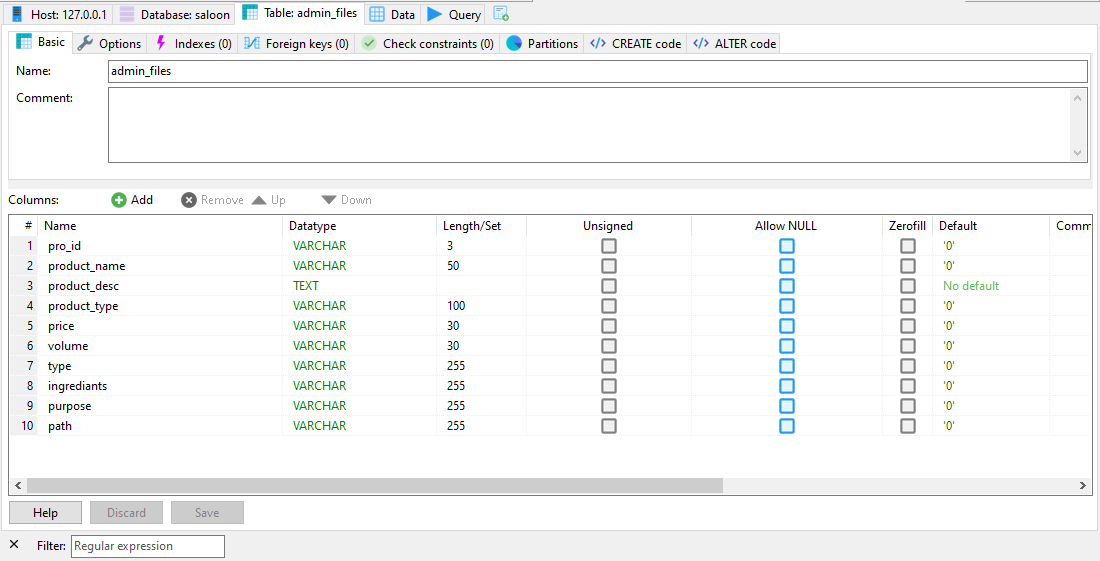 Host: 127.0.0.1 Database: saloon Table: admin_files Data Query
Basic Options Indexes (0) Foreign keys (0) Check constraints (0) Partitions CREATE code ALTER code
Name: admin_files
Comment:
Columns: Add Remove Up Down
# Name Datatype Length/Set Unsigned Allow NULL Zerofill Default Comm
1 pro_id VARCHAR 3 '0'
2 product_name VARCHAR 50 '0'
3 product_desc TEXT No default
4 product_type VARCHAR 100 '0'
5 price VARCHAR 30 '0'
6 volume VARCHAR 30 '0'
7 type VARCHAR 255 '0'
8 ingrediants VARCHAR 255 '0'
9 purpose VARCHAR 255 '0'
10 path VARCHAR 255 '0'
Help Discard Save
Filter: Regular expression